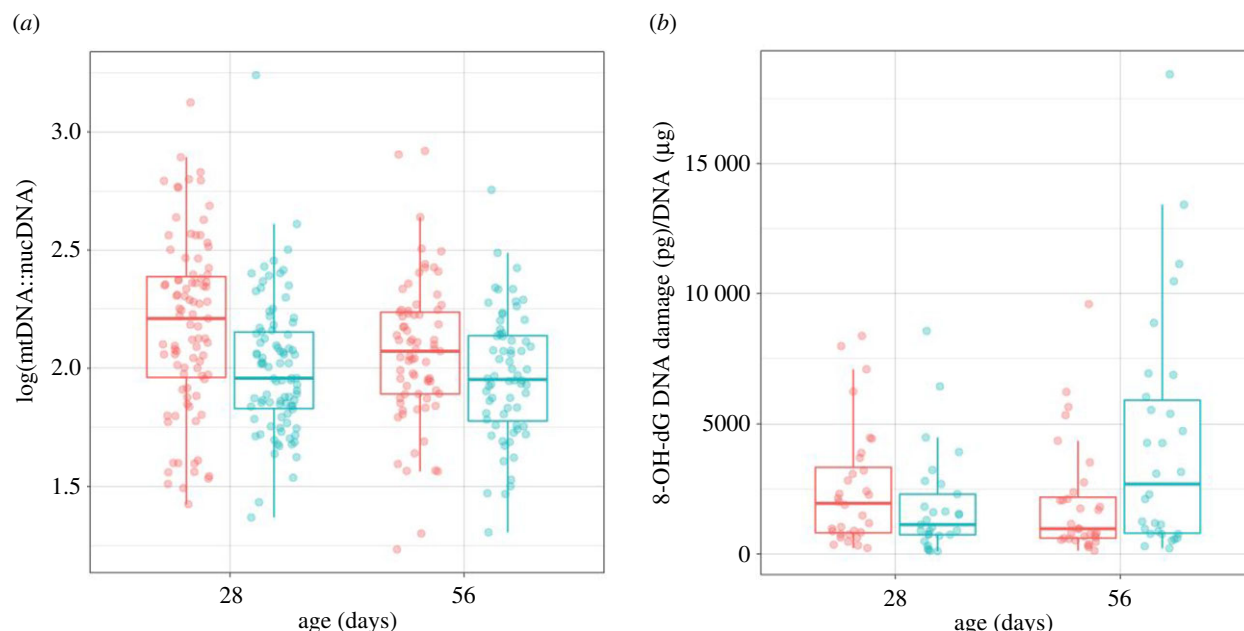 (a)
(b)
log(mtDNA::nucDNA)
3.0
2.5
2.0
1.5
28
56
age (days)
8-OH-dG DNA damage (pg)/DNA (µg)
15 000
10 000
5000
0
28
56
age (days)